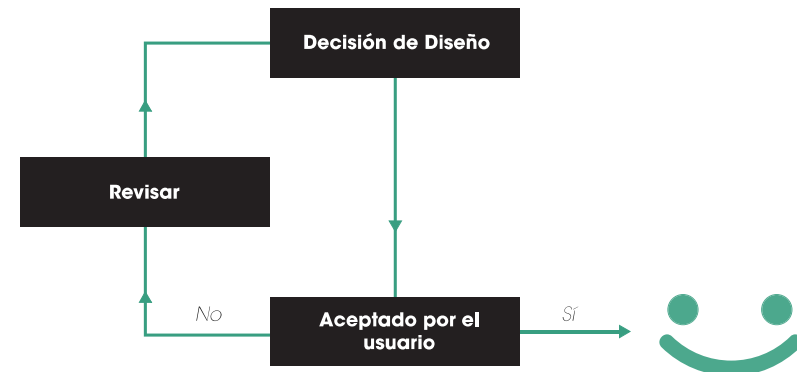 Decisión de Diseño
Revisar
No
Aceptado por el
usuario
Sí